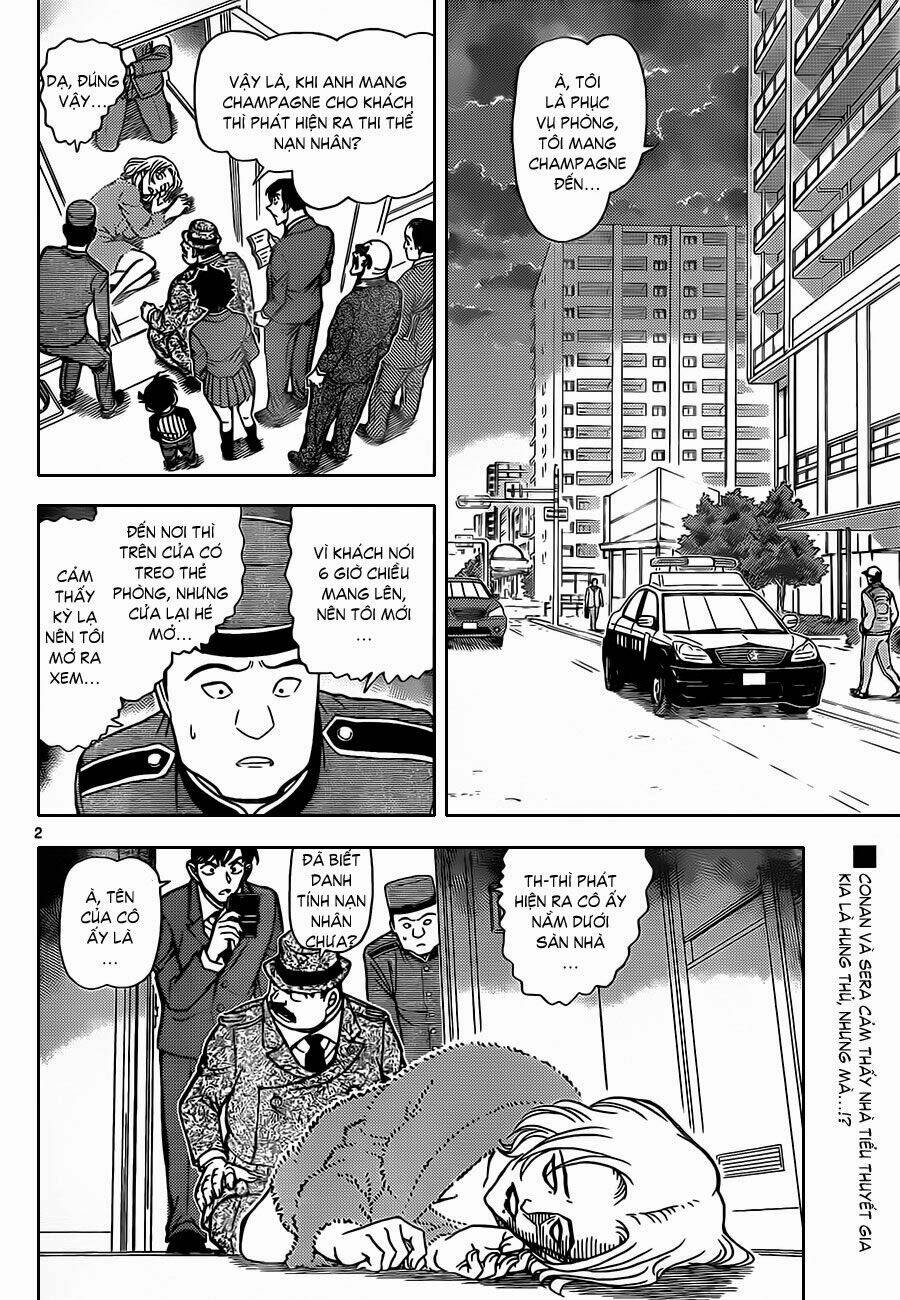 À, TÔI
LÀ PHỤC
VỤ PHÒNG,
TÔI MANG
CHAMPAGNE
ĐẾN...
VẬY LÀ, KHI ANH MANG
CHAMPAGNE CHO KHÁCH
THÌ PHÁT HIỆN RA THI THỂ
NẠN NHÂN?
DẠ, ĐÚNG
VẬY...
VÌ KHÁCH NÓI
6 GIỜ CHIỀU
MANG LÊN,
NÊN TÔI MỚI
...
ĐẾN NƠI THÌ
TRÊN CỬA CÓ
TREO THẺ
PHÒNG, NHƯNG
CỬA LẠI HÉ
MỞ...
CẢM
THẤY
KỲ LẠ
NÊN TÔI
MỞ RA
XEM...
2
CONAN VÀ SERA CẢM THẤY NHÀ TIỂU THUYẾT GIA
KIA LÀ HUNG THỦ, NHƯNG MÀ...!?
TH-THÌ PHÁT
HIỆN RA CÔ ẤY
NẰM DƯỚI
SÀN NHÀ
ĐÃ BIẾT
DANH
TÍNH NẠN
NHÂN
CHƯA?
À, TÊN
CỦA CÔ
ẤY LÀ
...